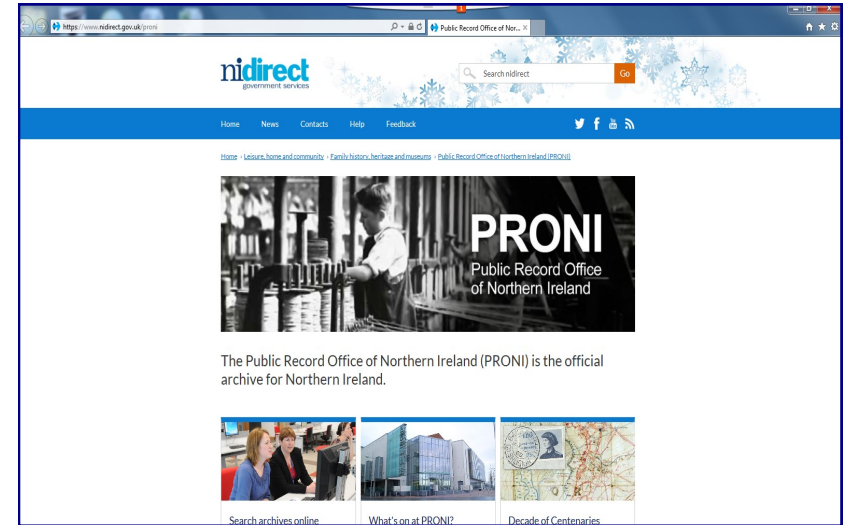 1
https://www.nidirect.gov.uk/proni
Public Record Office of Nor... ×
nidirect
government services
Search nidirect
Go
Home News Contacts Help Feedback
Home › Leisure, home and community › Family history, heritage and museums › Public Record Office of Northern Ireland (PRONI)
PRONI
Public Record Office
of Northern Ireland
The Public Record Office of Northern Ireland (PRONI) is the official
archive for Northern Ireland.
Search archives online
What's on at PRONI?
Decade of Centenaries